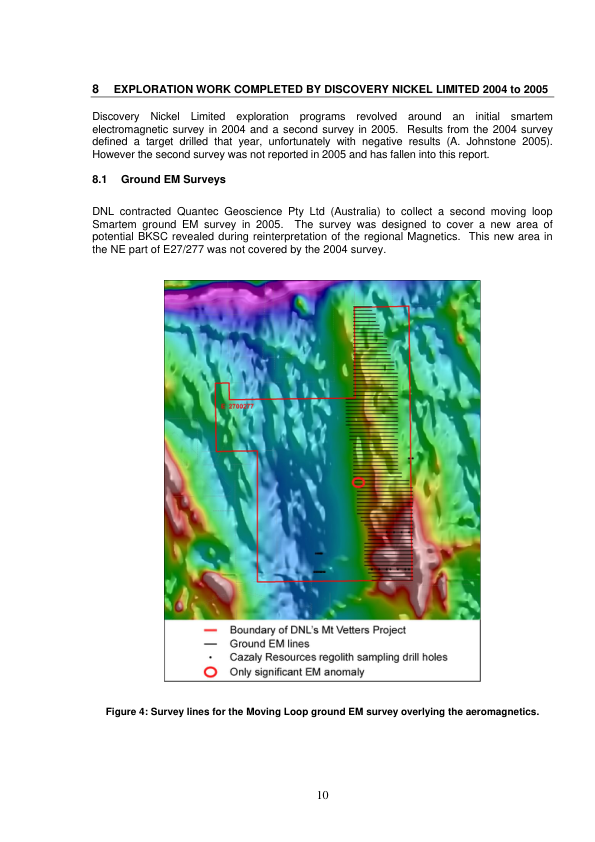 8 EXPLORATION WORK COMPLETED BY DISCOVERY NICKEL LIMITED 2004 to 2005
Discovery Nickel Limited exploration programs revolved around an initial smartem
electromagnetic survey in 2004 and a second survey in 2005. Results from the 2004 survey
defined a target drilled that year, unfortunately with negative results (A. Johnstone 2005).
However the second survey was not reported in 2005 and has fallen into this report.
8.1 Ground EM Surveys
DNL contracted Quantec Geoscience Pty Ltd (Australia) to collect a second moving loop
Smartem ground EM survey in 2005. The survey was designed to cover a new area of
potential BKSC revealed during reinterpretation of the regional Magnetics. This new area in
the NE part of E27/277 was not covered by the 2004 survey.
E 2700277
Boundary of DNL's Mt Vetters Project
Ground EM lines
Cazaly Resources regolith sampling drill holes
Only significant EM anomaly
Figure 4: Survey lines for the Moving Loop ground EM survey overlying the aeromagnetics.
10